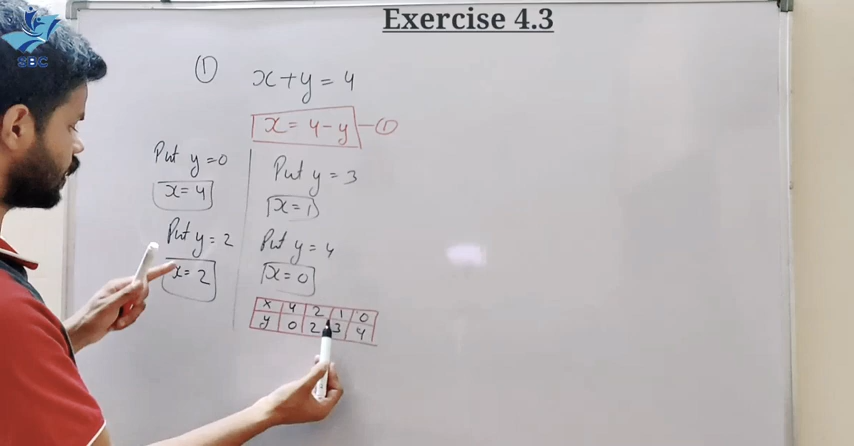 SBC
Exercise 4.3
① x + y = 4
x = 4 - y — ①
Put y = 0
x = 4
Put y = 2
x = 2
Put y = 3
x = 1
Put y = 4
x = 0
x 4 2 1 0
y 0 2 3 4